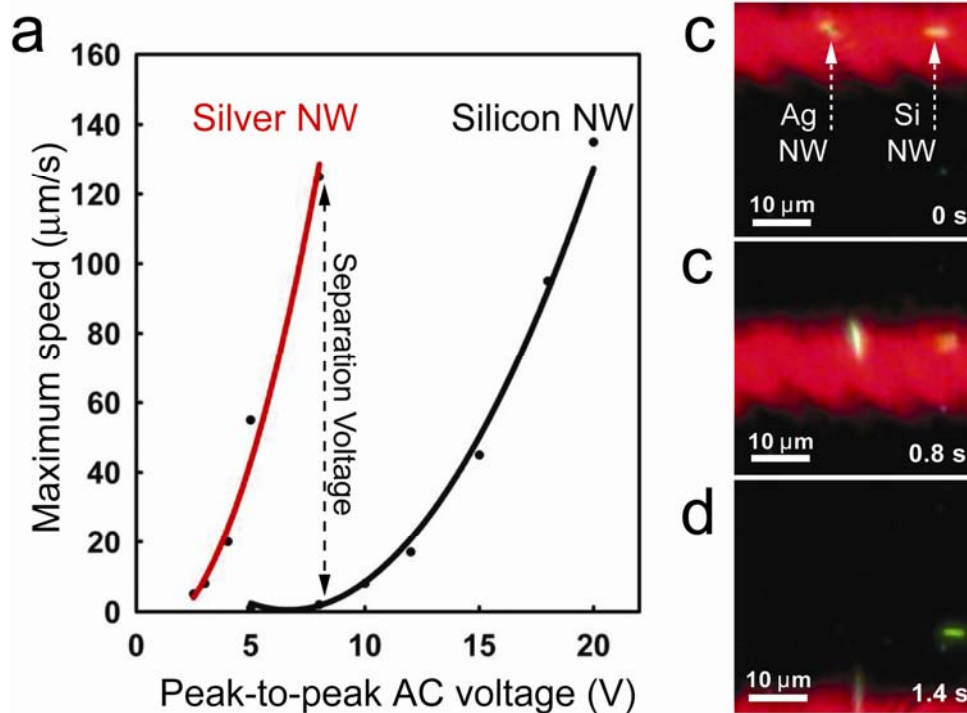 a
Maximum speed (μm/s)
160
140
120
100
80
60
40
20
0
Silver NW
Silicon NW
Separation Voltage
0
5
10
15
20
Peak-to-peak AC voltage (V)
c
Ag
NW
Si
NW
10 μm
0 s
c
10 μm
0.8 s
d
10 μm
1.4 s